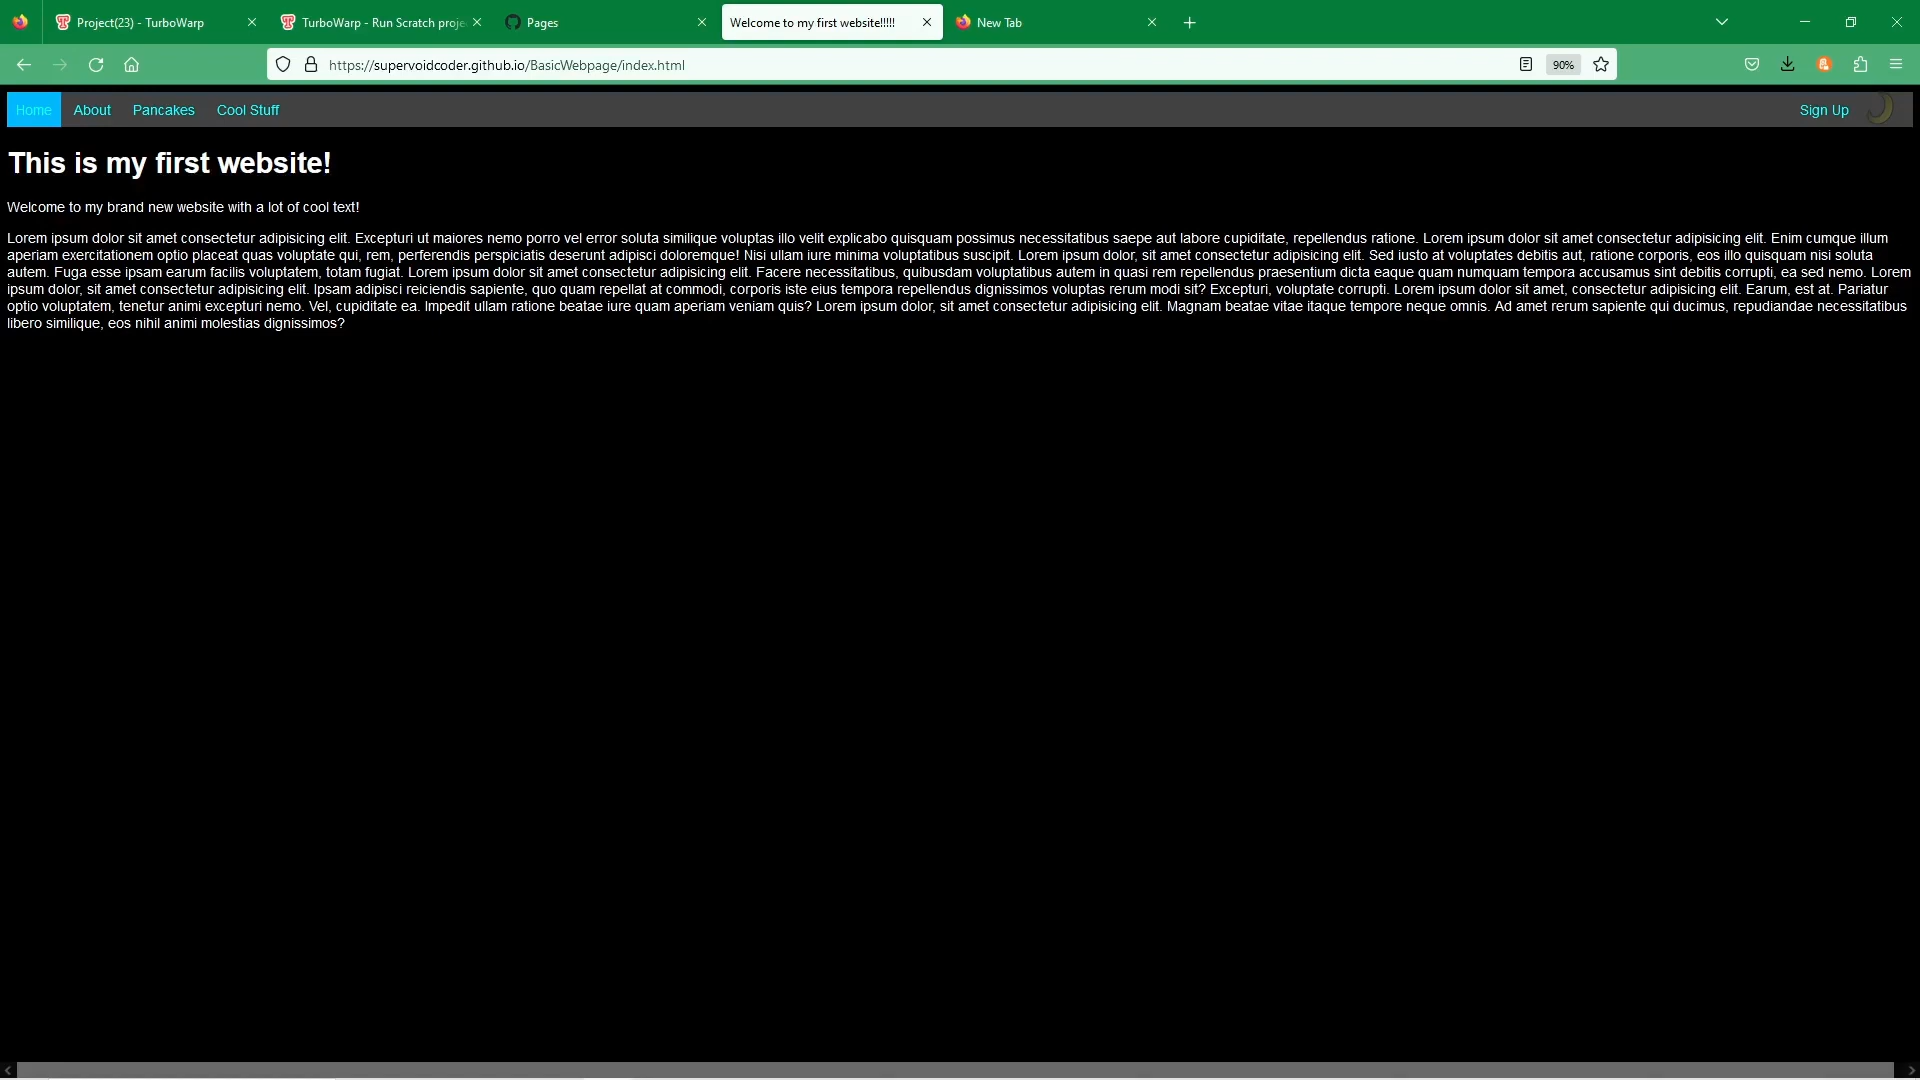 Project(23) - TurboWarp
TurboWarp - Run Scratch proje
Pages
Welcome to my first website!!!!!
New Tab
https://supervoidcoder.github.io/BasicWebpage/index.html
90%
Home
About
Pancakes
Cool Stuff
Sign Up
This is my first website!
Welcome to my brand new website with a lot of cool text!
Lorem ipsum dolor sit amet consectetur adipisicing elit. Excepturi ut maiores nemo porro vel error soluta similique voluptas illo velit explicabo quisquam possimus necessitatibus saepe aut labore cupiditate, repellendus ratione. Lorem ipsum dolor sit amet consectetur adipisicing elit. Enim cumque illum
aperiam exercitationem optio placeat quas voluptate qui, rem, perferendis perspiciatis deserunt adipisci doloremque! Nisi ullam iure minima voluptatibus suscipit. Lorem ipsum dolor, sit amet consectetur adipisicing elit. Sed iusto at voluptates debitis aut, ratione corporis, eos illo quisquam nisi soluta
autem. Fuga esse ipsam earum facilis voluptatem, totam fugiat. Lorem ipsum dolor sit amet consectetur adipisicing elit. Facere necessitatibus, quibusdam voluptatibus autem in quasi rem repellendus praesentium dicta eaque quam numquam tempora accusamus sint debitis corrupti, ea sed nemo. Lorem
ipsum dolor, sit amet consectetur adipisicing elit. Ipsam adipisci reiciendis sapiente, quo quam repellat at commodi, corporis iste eius tempora repellendus dignissimos voluptas rerum modi sit? Excepturi, voluptate corrupti. Lorem ipsum dolor sit amet, consectetur adipisicing elit. Earum, est at. Pariatur
optio voluptatem, tenetur animi excepturi nemo. Vel, cupiditate ea. Impedit ullam ratione beatae iure quam aperiam veniam quis? Lorem ipsum dolor, sit amet consectetur adipisicing elit. Magnam beatae vitae itaque tempore neque omnis. Ad amet rerum sapiente qui ducimus, repudiandae necessitatibus
libero similique, eos nihil animi molestias dignissimos?